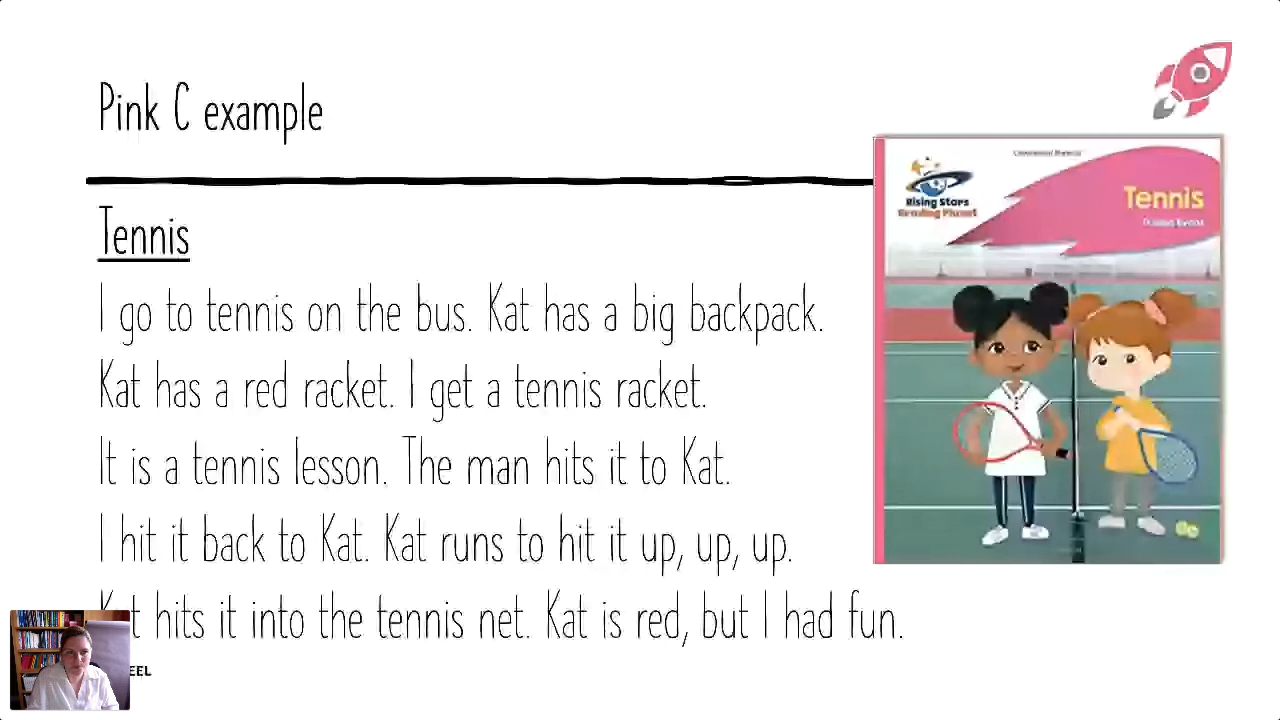 Pink C example
Rising Stars
Reading Planet
Tennis
Tennis
I go to tennis on the bus. Kat has a big backpack.
Kat has a red racket. I get a tennis racket.
It is a tennis lesson. The man hits it to Kat.
I hit it back to Kat. Kat runs to hit it up, up, up.
Kat hits it into the tennis net. Kat is red, but I had fun.